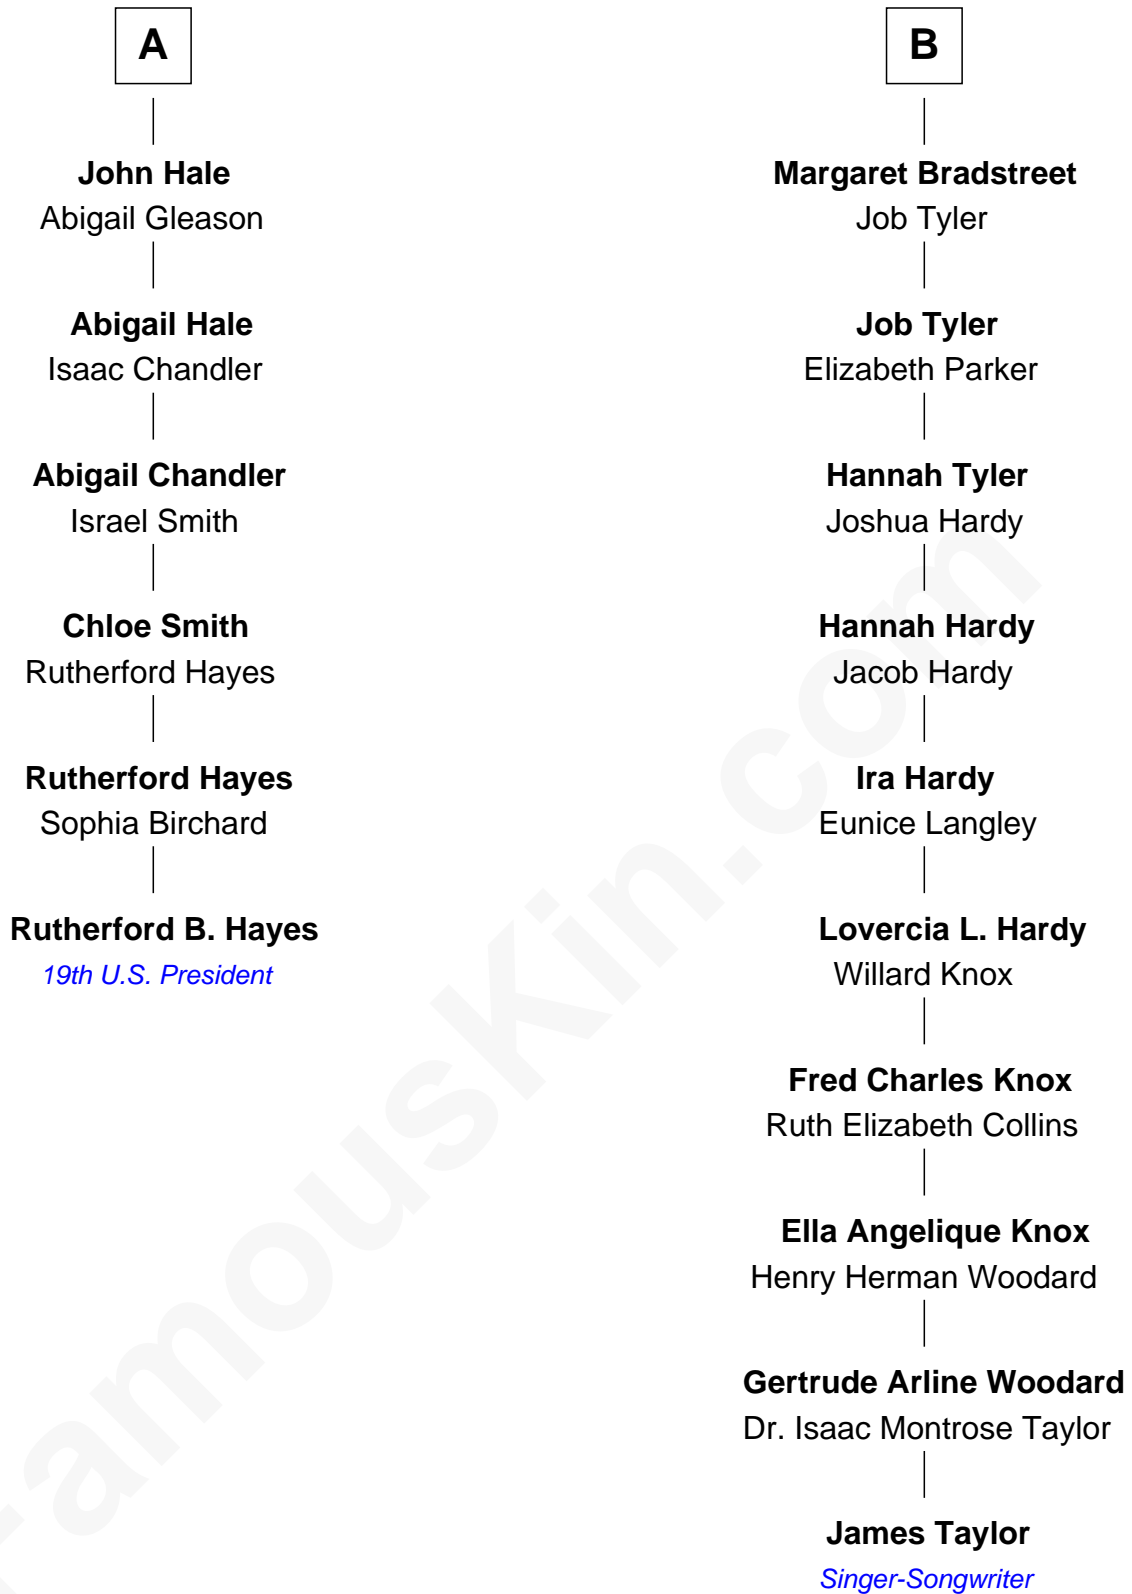 A
John Hale
Abigail Gleason
Abigail Hale
Isaac Chandler
Abigail Chandler
Israel Smith
Chloe Smith
Rutherford Hayes
Rutherford Hayes
Sophia Birchard
Rutherford B. Hayes
19th U.S. President
B
Margaret Bradstreet
Job Tyler
Job Tyler
Elizabeth Parker
Hannah Tyler
Joshua Hardy
Hannah Hardy
Jacob Hardy
Ira Hardy
Eunice Langley
Lovercia L. Hardy
Willard Knox
Fred Charles Knox
Ruth Elizabeth Collins
Ella Angelique Knox
Henry Herman Woodard
Gertrude Arline Woodard
Dr. Isaac Montrose Taylor
James Taylor
Singer-Songwriter
FamousKin.com